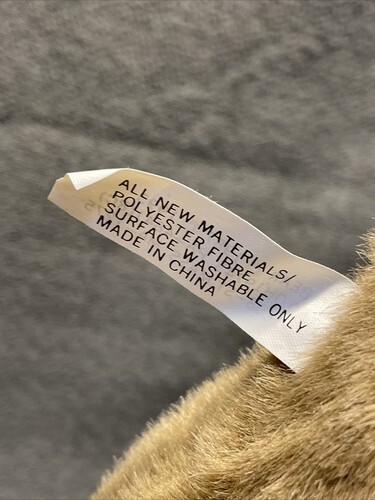 ALL NEW MATERIALS/
POLYESTER FIBRE
SURFACE WASHABLE ONLY
MADE IN CHINA